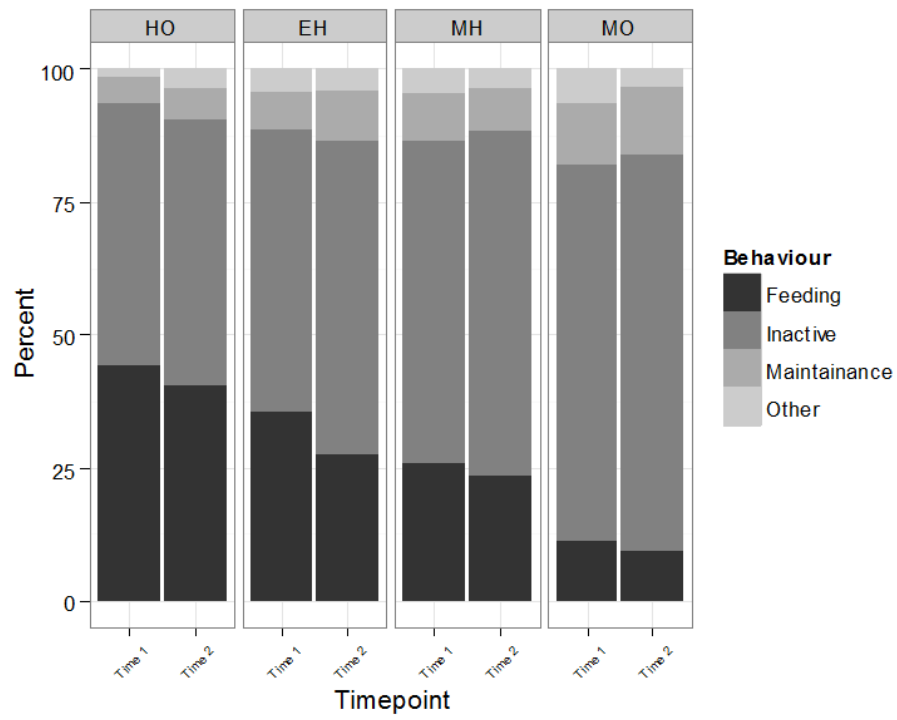 HO EH MH MO
100
75
50
25
0
Percent
Time 1 Time 2 Time 1 Time 2 Time 1 Time 2 Time 1 Time 2
Timepoint
Behaviour
Feeding
Inactive
Maintainance
Other